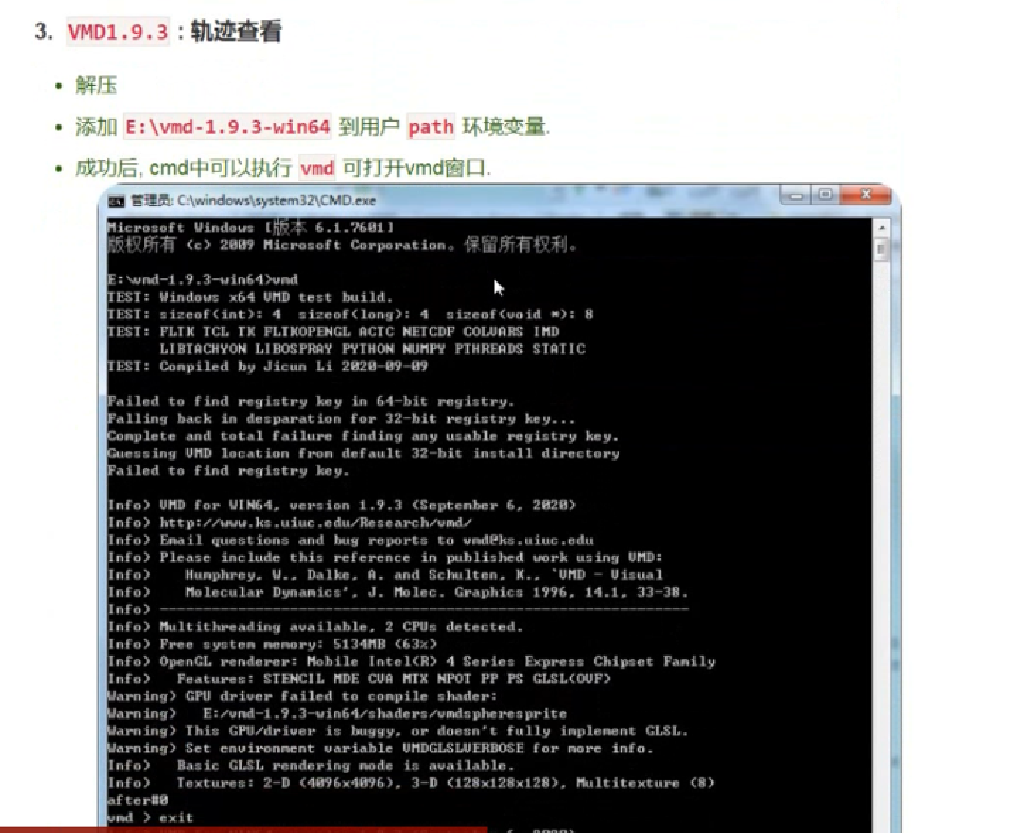 3. VMD1.9.3 : 轨迹查看
• 解压
• 添加 E:\vmd-1.9.3-win64 到用户 path 环境变量.
• 成功后, cmd中可以执行 vmd 可打开vmd窗口.
管理员: C:\windows\system32\CMD.exe
Microsoft Windows [版本 6.1.7601]
版权所有 (c) 2009 Microsoft Corporation。保留所有权利。
E:\vmd-1.9.3-win64>vmd
TEST: Windows x64 VMD test build.
TEST: sizeof(int): 4  sizeof(long): 4  sizeof(void *): 8
TEST: FLTK TCL TK FLTKOPENGL ACTC NETCDF COLVARS IMD
LIBTACHYON LIBOSPRAY PYTHON NUMPY PTHREADS STATIC
TEST: Compiled by Jicun Li 2020-09-09
Failed to find registry key in 64-bit registry.
Falling back in desparation for 32-bit registry key...
Complete and total failure finding any usable registry key.
Guessing VMD location from default 32-bit install directory
Failed to find registry key.
Info) VMD for WIN64, version 1.9.3 (September 6, 2020)
Info) http://www.ks.uiuc.edu/Research/vmd/
Info) Email questions and bug reports to vmd@ks.uiuc.edu
Info) Please include this reference in published work using VMD:
Info)    Humphrey, W., Dalke, A. and Schulten, K., `VMD - Visual
Info)    Molecular Dynamics', J. Molec. Graphics 1996, 14.1, 33-38.
Info) -------------------------------------------------------------
Info) Multithreading available, 2 CPUs detected.
Info) Free system memory: 5134MB (63%)
Info) OpenGL renderer: Mobile Intel(R) 4 Series Express Chipset Family
Info)   Features: STENCIL MDE CVA MTX NPOT PP PS GLSL(OVF)
Warning) GPU driver failed to compile shader:
Warning)   E:/vmd-1.9.3-win64/shaders/vmdspheresprite
Warning) This GPU/driver is buggy, or doesn't fully implement GLSL.
Warning) Set environment variable VMDGLSLVERBOSE for more info.
Info)   Basic GLSL rendering mode is available.
Info)   Textures: 2-D (4096x4096), 3-D (128x128x128), Multitexture (8)
after#0
vmd > exit